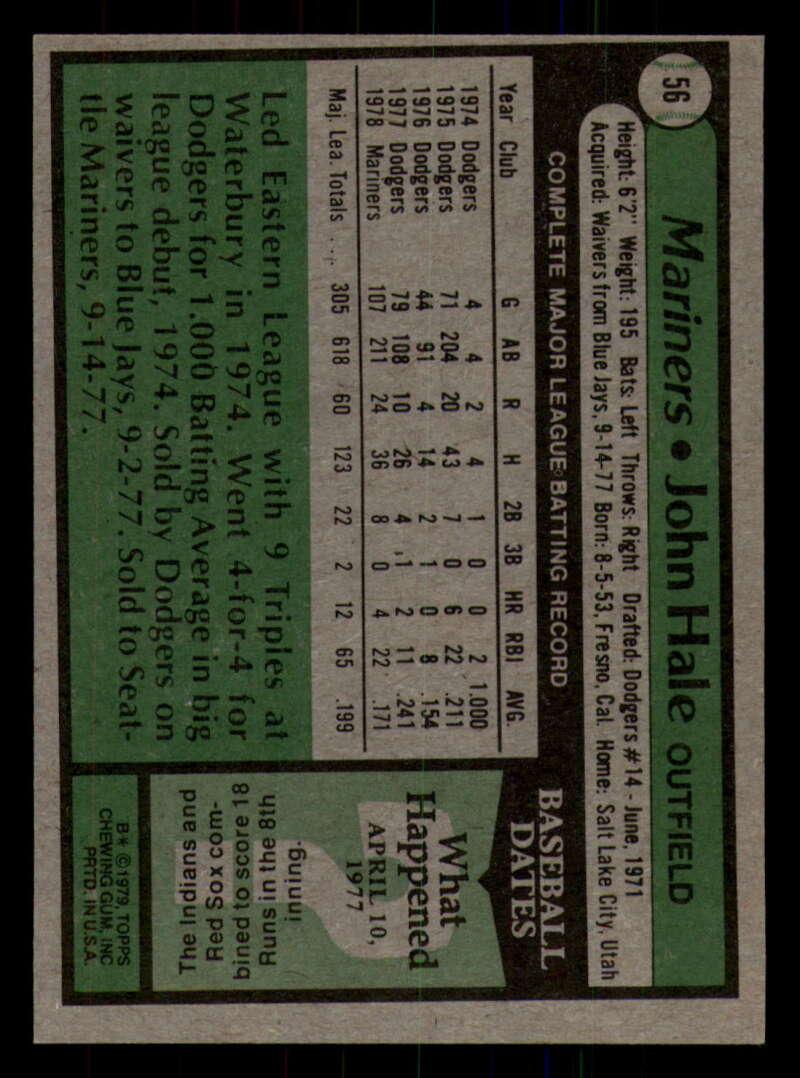 56
Mariners • John Hale OUTFIELD
Height: 6'2" Weight: 195 Bats: Left Throws: Right Drafted: Dodgers #14 - June, 1971
Acquired: Waivers from Blue Jays, 9-14-77 Born: 8-5-53, Fresno, Cal. Home: Salt Lake City, Utah
COMPLETE MAJOR LEAGUE BATTING RECORD
Year Club G AB R H 2B 3B HR RBI AVG.
1974 Dodgers 4 4 2 4 1 0 0 2 1.000
1975 Dodgers 71 204 20 43 7 0 6 22 .211
1976 Dodgers 44 91 4 14 2 1 0 8 .154
1977 Dodgers 79 108 10 26 4 1 2 11 .241
1978 Mariners 107 211 24 36 8 0 4 22 .171
Maj. Lea. Totals ... 305 618 60 123 22 2 12 65 .199
Led Eastern League with 9 Triples at
Waterbury in 1974. Went 4-for-4 for
Dodgers for 1.000 Batting Average in big
league debut, 1974. Sold by Dodgers on
waivers to Blue Jays, 9-2-77. Sold to Seat-
tle Mariners, 9-14-77.
BASEBALL
DATES
What
Happened
APRIL 10,
1977
The Indians and
Red Sox com-
bined to score 18
Runs in the 8th
inning.
B* ©1979, TOPPS
CHEWING GUM, INC
PRTD. IN U.S.A.